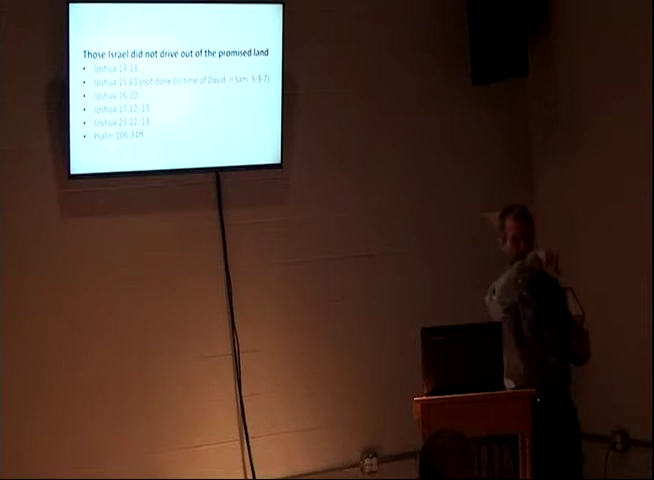 Those Israel did not drive out of the promised land
• Joshua 13:13
• Joshua 15:63 (not done till time of David, II Sam. 5:3-7)
• Joshua 16:10
• Joshua 17:12, 13
• Joshua 23:12, 13
• Psalm 106:34ff